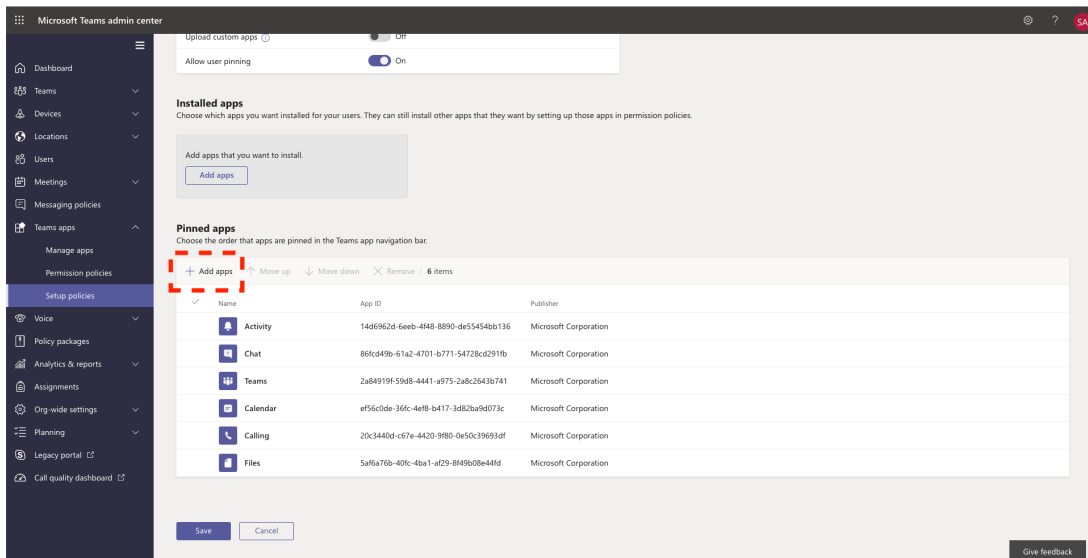 Microsoft Teams admin center
?
SA
Upload custom apps
Off
Allow user pinning
On
Dashboard
Teams
Devices
Locations
Users
Meetings
Messaging policies
Teams apps
Manage apps
Permission policies
Setup policies
Voice
Policy packages
Analytics & reports
Assignments
Org-wide settings
Planning
Legacy portal
Call quality dashboard
Installed apps
Choose which apps you want installed for your users. They can still install other apps that they want by setting up those apps in permission policies.
Add apps that you want to install.
Add apps
Pinned apps
Choose the order that apps are pinned in the Teams app navigation bar.
+ Add apps ↑ Move up ↓ Move down × Remove | 6 items
Name App ID Publisher
Activity 14d6962d-6eeb-4f48-8890-de55454bb136 Microsoft Corporation
Chat 86fcd49b-61a2-4701-b771-54728cd291fb Microsoft Corporation
Teams 2a84919f-59d8-4441-a975-2a8c2643b741 Microsoft Corporation
Calendar ef56c0de-36fc-4ef8-b417-3d82ba9d073c Microsoft Corporation
Calling 20c3440d-c67e-4420-9f80-0e50c39693df Microsoft Corporation
Files 5af6a76b-40fc-4ba1-af29-8f49b08e44fd Microsoft Corporation
Save Cancel
Give feedback